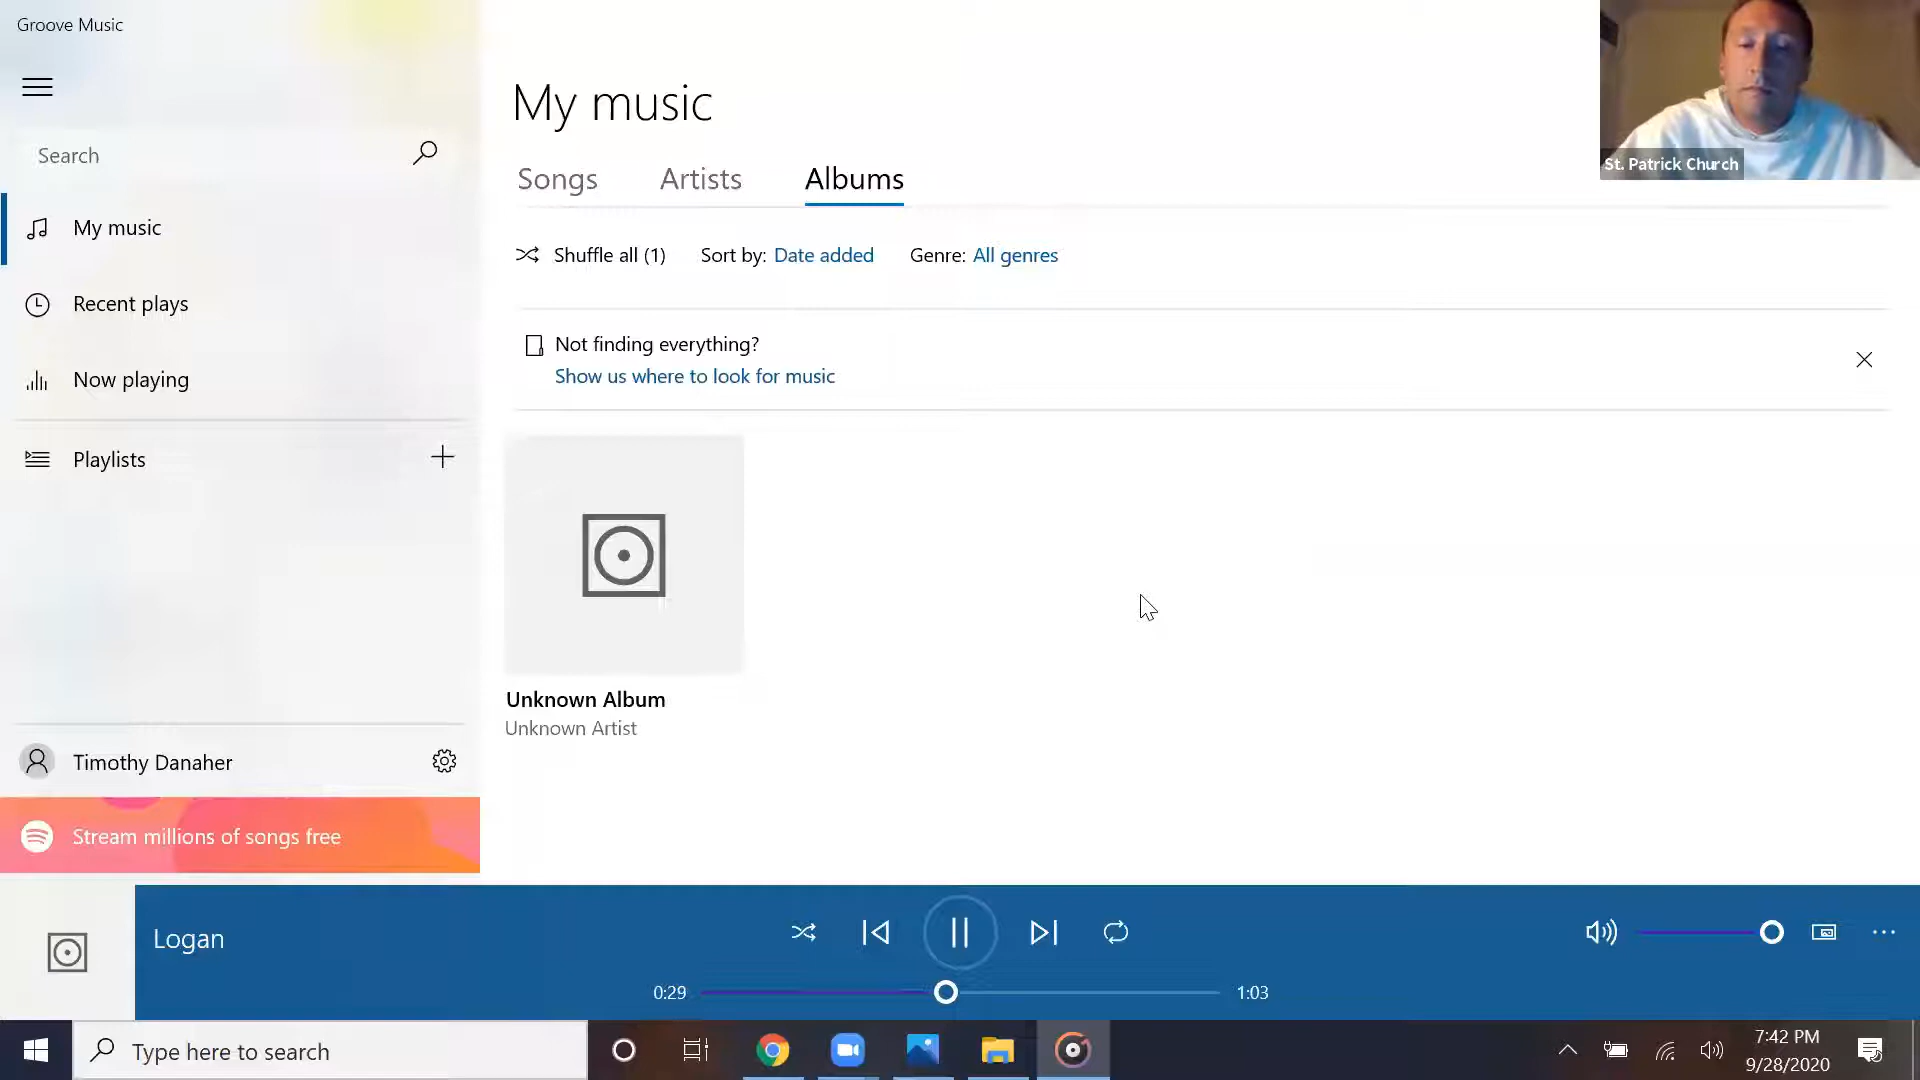 Groove Music
Search
My music
Recent plays
Now playing
Playlists
Timothy Danaher
Stream millions of songs free
My music
Songs Artists Albums
Shuffle all (1) Sort by: Date added Genre: All genres
Not finding everything?
Show us where to look for music
Unknown Album
Unknown Artist
St. Patrick Church
Logan
0:29 1:03
Type here to search
7:42 PM
9/28/2020